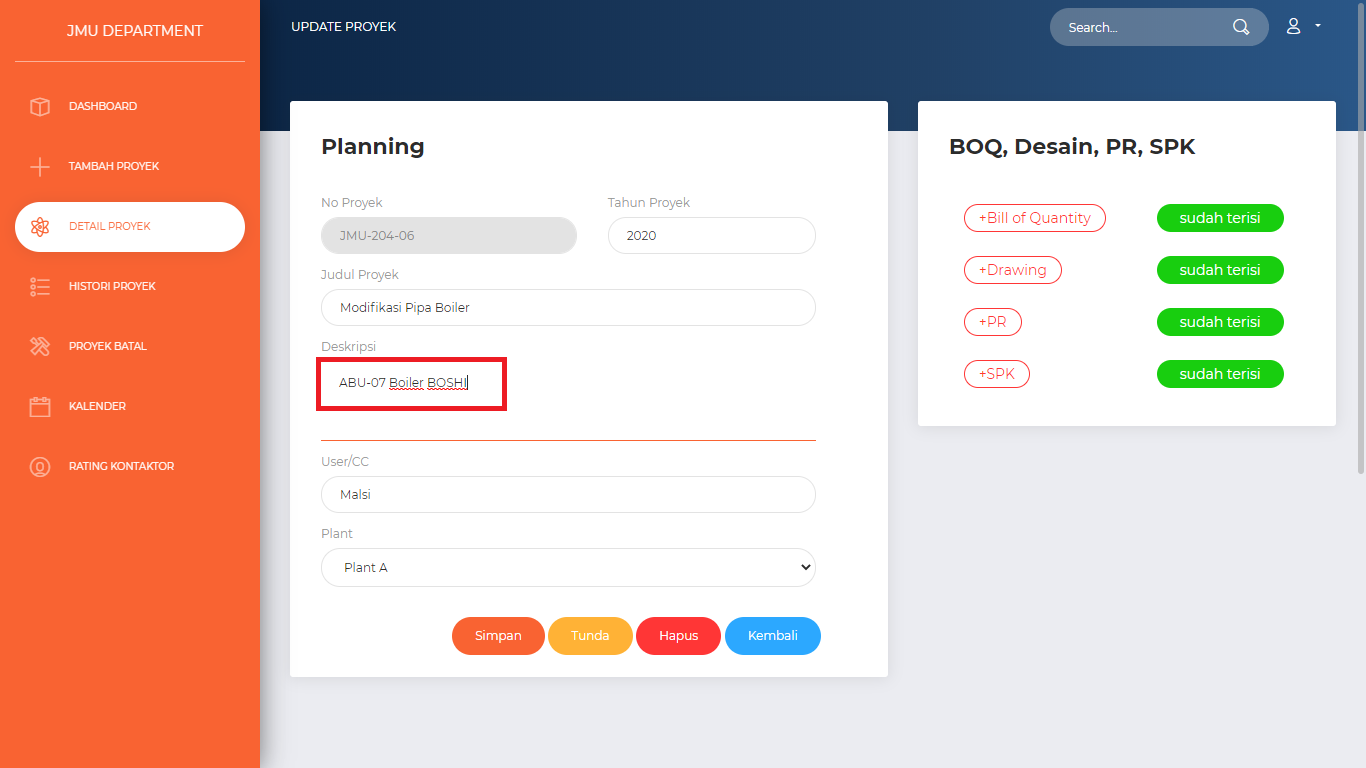 JMU DEPARTMENT
DASHBOARD
TAMBAH PROYEK
DETAIL PROYEK
HISTORI PROYEK
PROYEK BATAL
KALENDER
RATING KONTAKTOR
UPDATE PROYEK
Search...
Planning
No Proyek
Tahun Proyek
JMU-204-06
2020
Judul Proyek
Modifikasi Pipa Boiler
Deskripsi
ABU-07 Boiler BOSHI
User/CC
Malsi
Plant
Plant A
Simpan
Tunda
Hapus
Kembali
BOQ, Desain, PR, SPK
+Bill of Quantity
sudah terisi
+Drawing
sudah terisi
+PR
sudah terisi
+SPK
sudah terisi